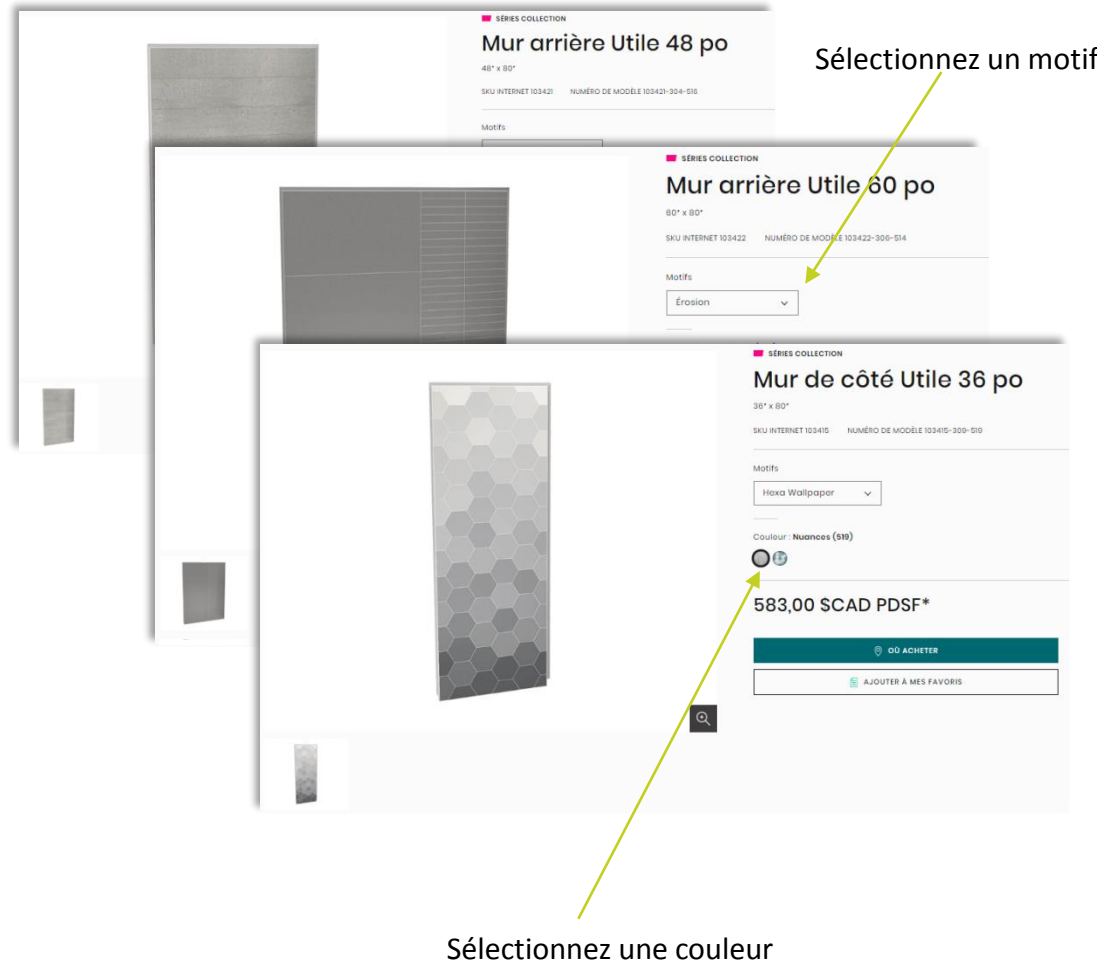 SÉRIES COLLECTION
Mur arrière Utile 48 po
48" x 80"
SKU INTERNET 103421 NUMÉRO DE MODÈLE 103421-304-516
Motifs
Sélectionnez un motif
SÉRIES COLLECTION
Mur arrière Utile 60 po
60" x 80"
SKU INTERNET 103422 NUMÉRO DE MODÈLE 103422-306-514
Motifs
Érosion
SÉRIES COLLECTION
Mur de côté Utile 36 po
36" x 80"
SKU INTERNET 103415 NUMÉRO DE MODÈLE 103415-309-519
Motifs
Hexa Wallpaper
Couleur : Nuances (519)
583,00 $CAD PDSF*
OÙ ACHETER
AJOUTER À MES FAVORIS
Sélectionnez une couleur